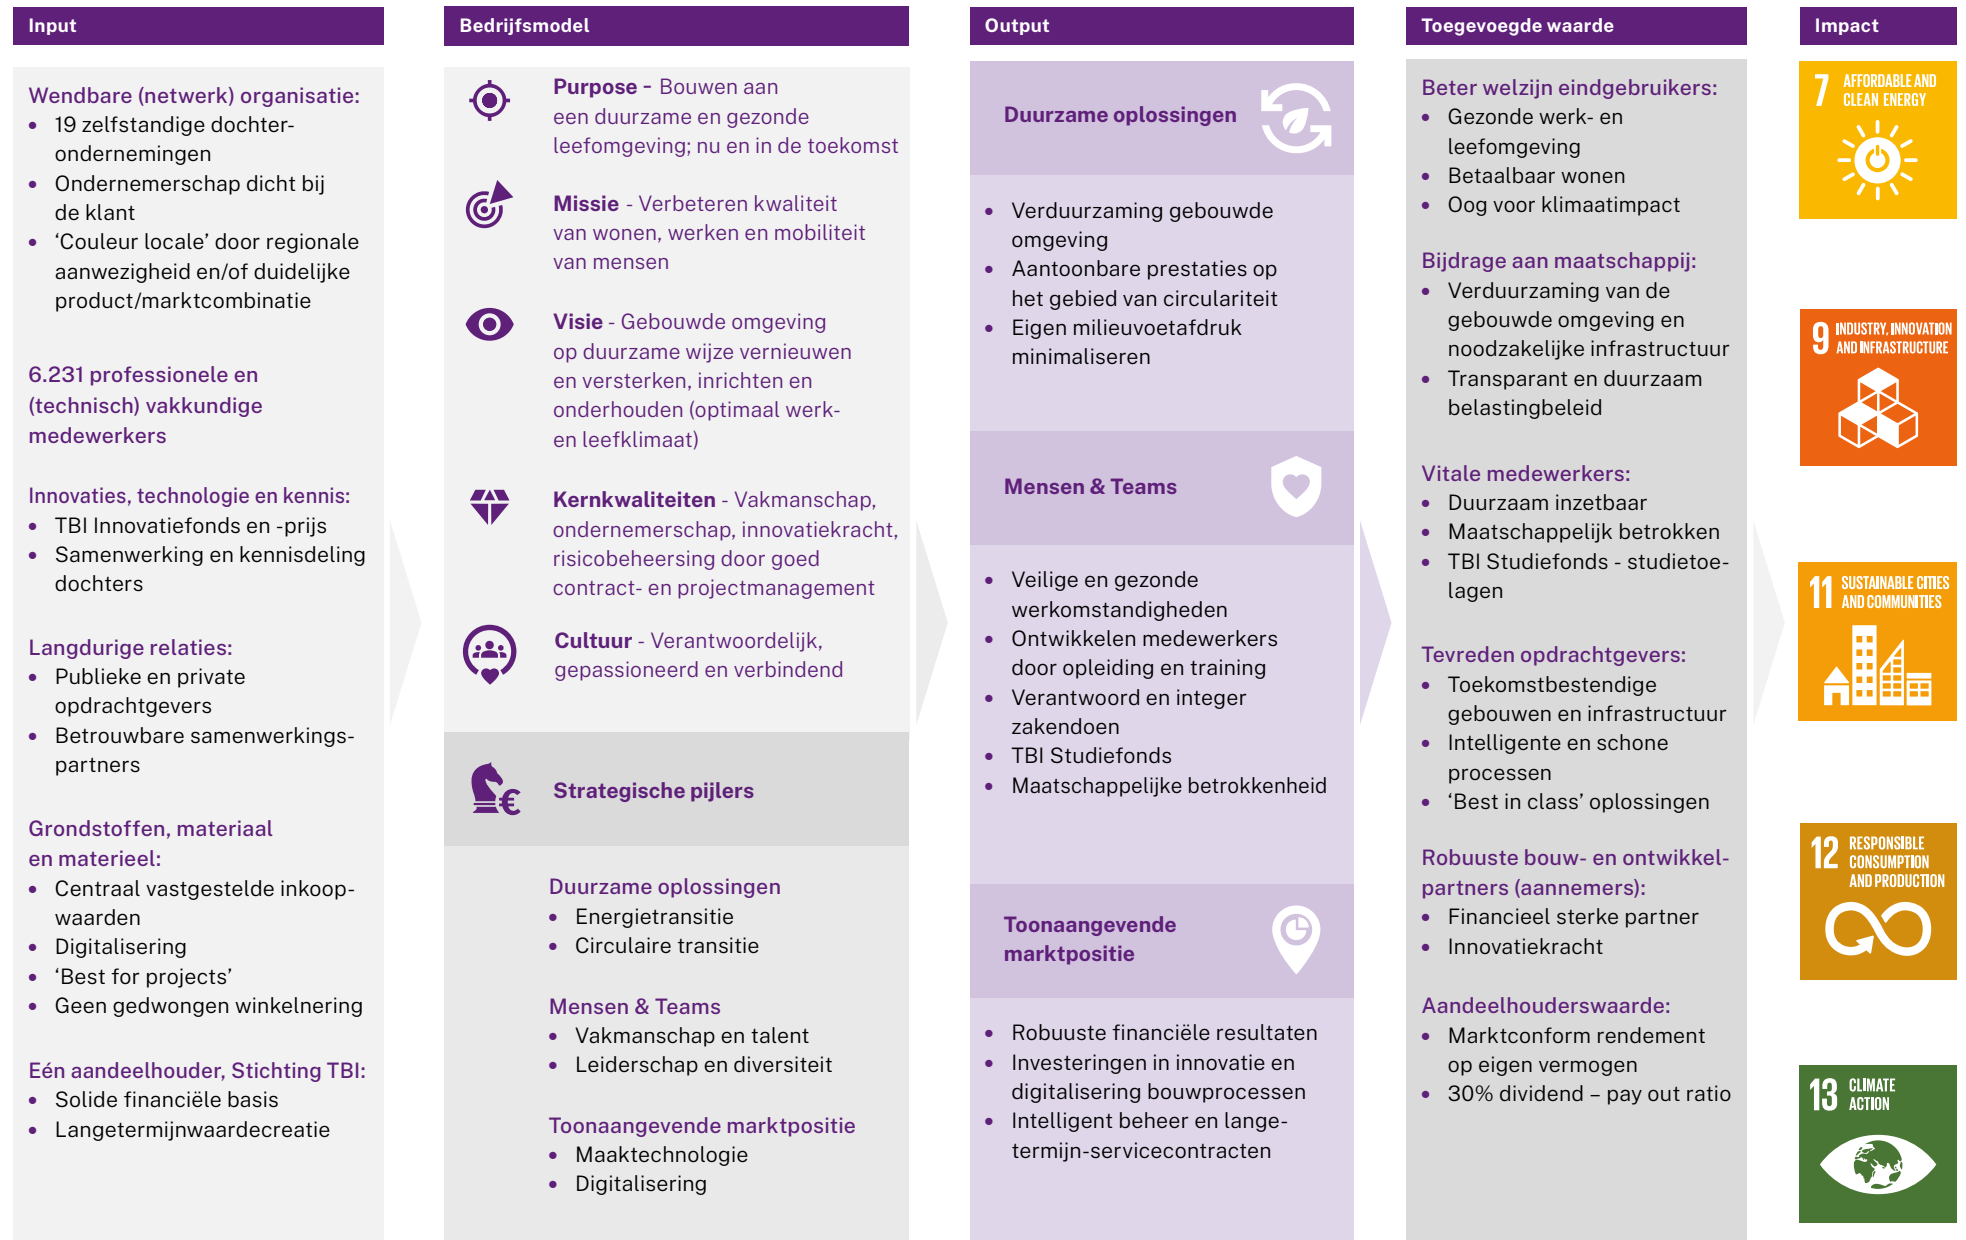 Input
Wendbare (netwerk) organisatie:
• 19 zelfstandige dochter-
ondernemingen
• Ondernemerschap dicht bij
de klant
• ‘Couleur locale’ door regionale
aanwezigheid en/of duidelijke
product/marktcombinatie
6.231 professionele en
(technisch) vakkundige
medewerkers
Innovaties, technologie en kennis:
• TBI Innovatiefonds en -prijs
• Samenwerking en kennisdeling
dochters
Langdurige relaties:
• Publieke en private
opdrachtgevers
• Betrouwbare samenwerkings-
partners
Grondstoffen, materiaal
en materieel:
• Centraal vastgestelde inkoop-
waarden
• Digitalisering
• ‘Best for projects’
• Geen gedwongen winkelnering
Eén aandeelhouder, Stichting TBI:
• Solide financiële basis
• Langetermijnwaardecreatie
Bedrijfsmodel
Purpose - Bouwen aan
een duurzame en gezonde
leefomgeving; nu en in de toekomst
Missie - Verbeteren kwaliteit
van wonen, werken en mobiliteit
van mensen
Visie - Gebouwde omgeving
op duurzame wijze vernieuwen
en versterken, inrichten en
onderhouden (optimaal werk-
en leefklimaat)
Kernkwaliteiten - Vakmanschap,
ondernemerschap, innovatiekracht,
risicobeheersing door goed
contract- en projectmanagement
Cultuur - Verantwoordelijk,
gepassioneerd en verbindend
€
Strategische pijlers
Duurzame oplossingen
• Energietransitie
• Circulaire transitie
Mensen & Teams
• Vakmanschap en talent
• Leiderschap en diversiteit
Toonaangevende marktpositie
• Maaktechnologie
• Digitalisering
Output
Duurzame oplossingen
• Verduurzaming gebouwde
omgeving
• Aantoonbare prestaties op
het gebied van circulariteit
• Eigen milieuvoetafdruk
minimaliseren
Mensen & Teams
• Veilige en gezonde
werkomstandigheden
• Ontwikkelen medewerkers
door opleiding en training
• Verantwoord en integer
zakendoen
• TBI Studiefonds
• Maatschappelijke betrokkenheid
Toonaangevende
marktpositie
• Robuuste financiële resultaten
• Investeringen in innovatie en
digitalisering bouwprocessen
• Intelligent beheer en lange-
termijn-servicecontracten
Toegevoegde waarde
Beter welzijn eindgebruikers:
• Gezonde werk- en
leefomgeving
• Betaalbaar wonen
• Oog voor klimaatimpact
Bijdrage aan maatschappij:
• Verduurzaming van de
gebouwde omgeving en
noodzakelijke infrastructuur
• Transparant en duurzaam
belastingbeleid
Vitale medewerkers:
• Duurzaam inzetbaar
• Maatschappelijk betrokken
• TBI Studiefonds - studietoe-
lagen
Tevreden opdrachtgevers:
• Toekomstbestendige
gebouwen en infrastructuur
• Intelligente en schone
processen
• ‘Best in class’ oplossingen
Robuuste bouw- en ontwikkel-
partners (aannemers):
• Financieel sterke partner
• Innovatiekracht
Aandeelhouderswaarde:
• Marktconform rendement
op eigen vermogen
• 30% dividend – pay out ratio
Impact
7 AFFORDABLE AND
CLEAN ENERGY
9 INDUSTRY, INNOVATION
AND INFRASTRUCTURE
11 SUSTAINABLE CITIES
AND COMMUNITIES
12 RESPONSIBLE
CONSUMPTION
AND PRODUCTION
13 CLIMATE
ACTION